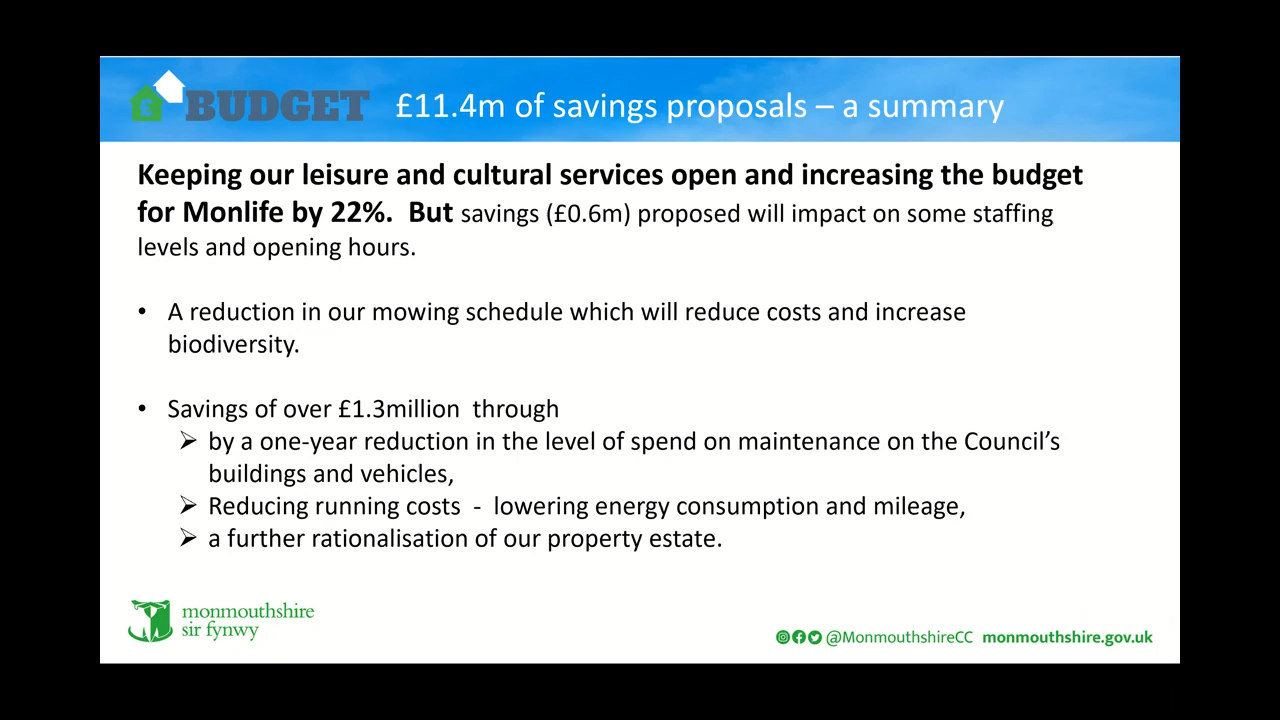 £ BUDGET £11.4m of savings proposals – a summary
Keeping our leisure and cultural services open and increasing the budget
for Monlife by 22%.  But savings (£0.6m) proposed will impact on some staffing
levels and opening hours.
• A reduction in our mowing schedule which will reduce costs and increase
biodiversity.
• Savings of over £1.3million  through
➢ by a one-year reduction in the level of spend on maintenance on the Council’s
buildings and vehicles,
➢ Reducing running costs  -  lowering energy consumption and mileage,
➢ a further rationalisation of our property estate.
monmouthshire
sir fynwy
@MonmouthshireCC  monmouthshire.gov.uk